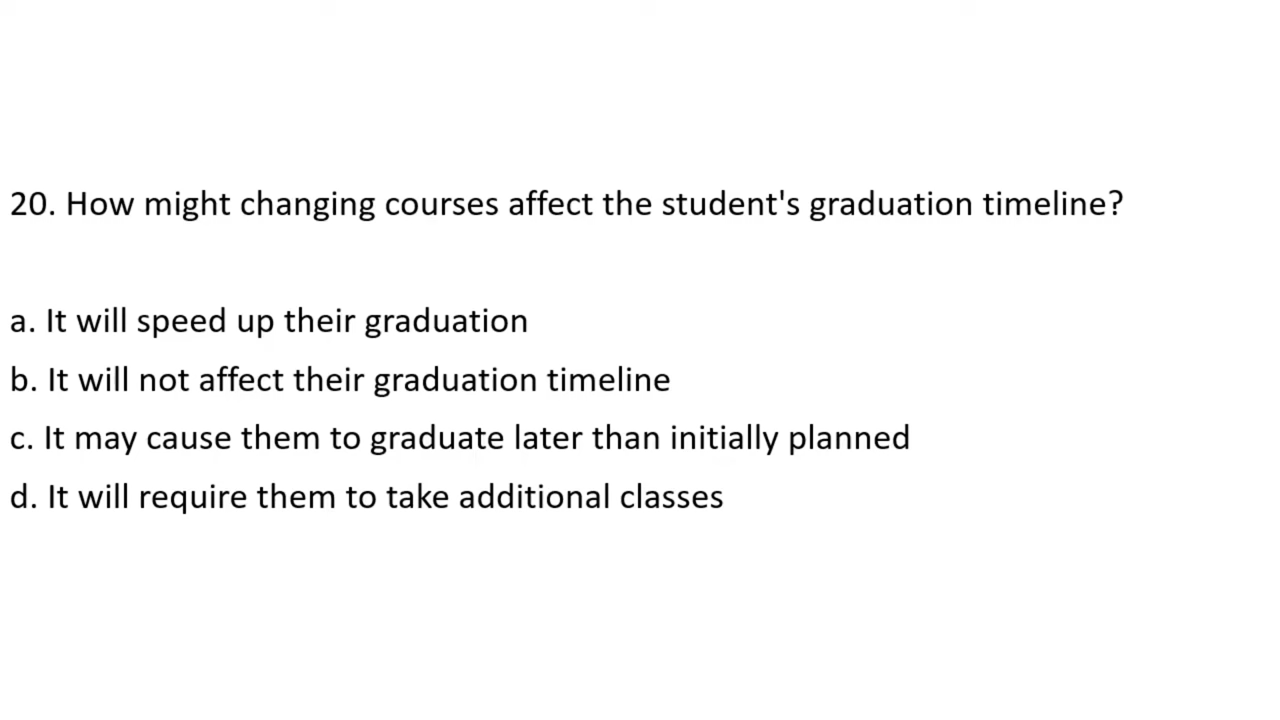 20. How might changing courses affect the student's graduation timeline?
a. It will speed up their graduation
b. It will not affect their graduation timeline
c. It may cause them to graduate later than initially planned
d. It will require them to take additional classes